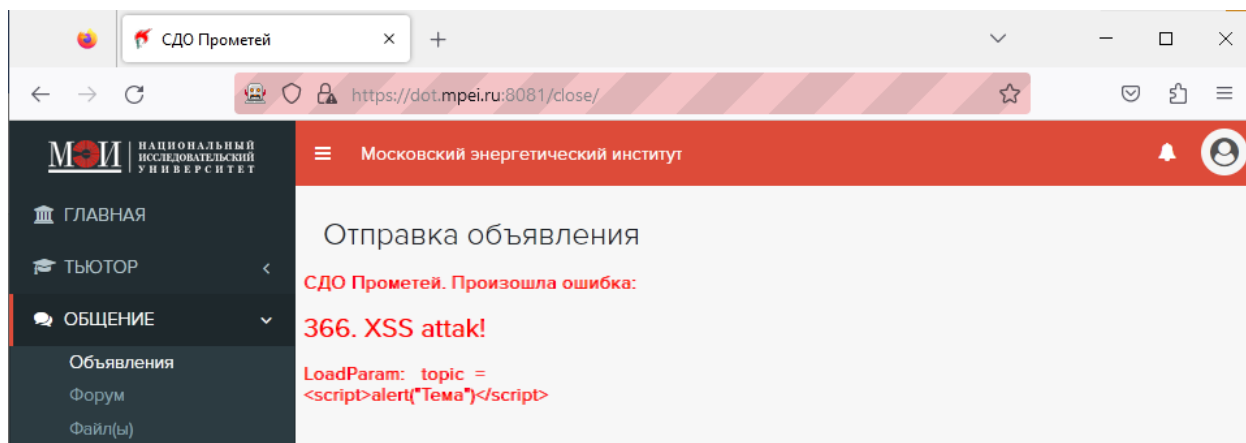 СДО Прометей
https://dot.mpei.ru:8081/close/
МЭИ
НАЦИОНАЛЬНЫЙ
ИССЛЕДОВАТЕЛЬСКИЙ
УНИВЕРСИТЕТ
Московский энергетический институт
ГЛАВНАЯ
ТЬЮТОР
ОБЩЕНИЕ
Объявления
Форум
Файл(ы)
Отправка объявления
СДО Прометей. Произошла ошибка:
366. XSS attak!
LoadParam: topic =
<script>alert("Тема")</script>